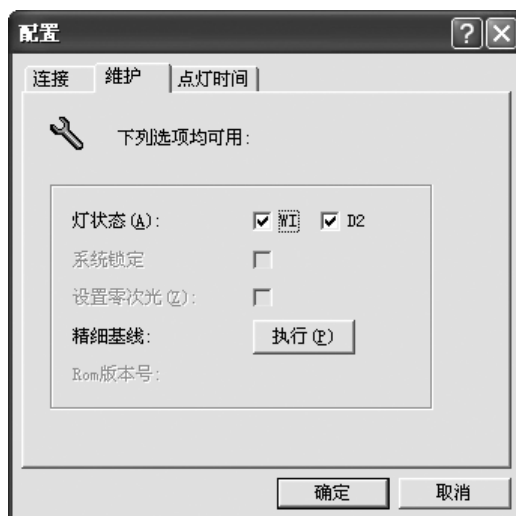 配置
连接 维护 点灯时间
下列选项均可用:
灯状态(A): WI D2
系统锁定
设置零次光(Z):
精细基线: 执行(P)
Rom版本号:
确定 取消